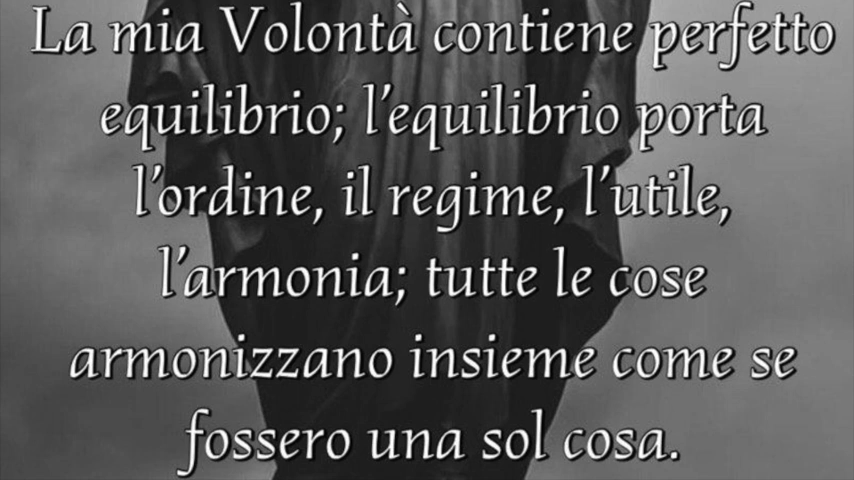 La mia Volontà contiene perfetto
equilibrio; l'equilibrio porta
l'ordine, il regime, l'utile,
l'armonia; tutte le cose
armonizzano insieme come se
fossero una sol cosa.